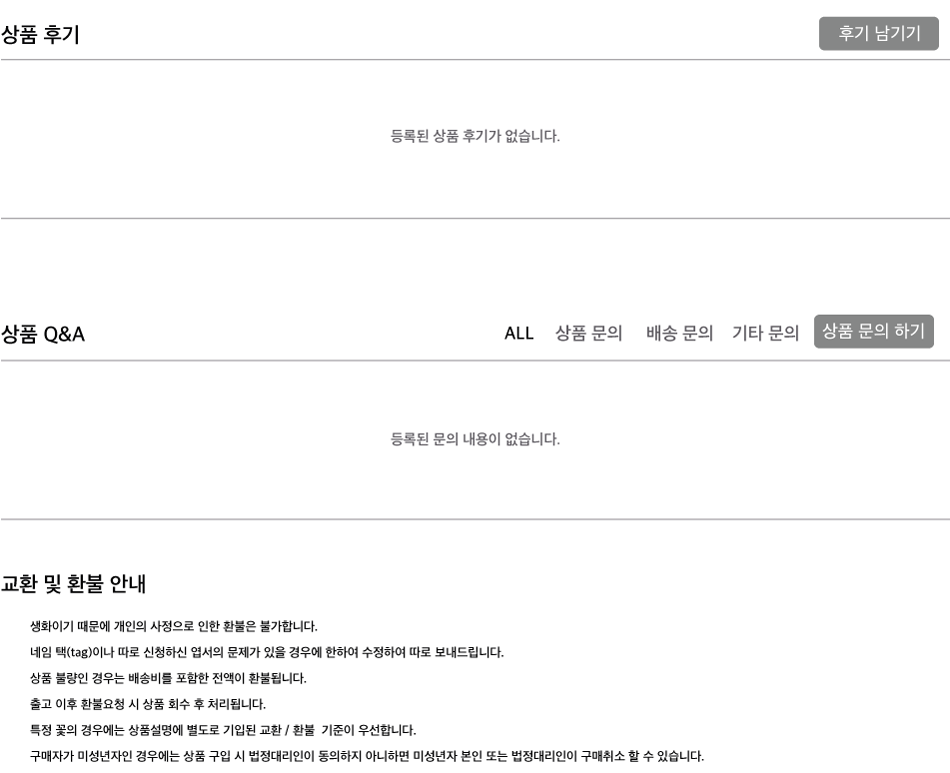 상품 후기
후기 남기기
등록된 상품 후기가 없습니다.
상품 Q&A
ALL 상품 문의 배송 문의 기타 문의 상품 문의 하기
등록된 문의 내용이 없습니다.
교환 및 환불 안내
생화이기 때문에 개인의 사정으로 인한 환불은 불가합니다.
네임 택(tag)이나 따로 신청하신 엽서의 문제가 있을 경우에 한하여 수정하여 따로 보내드립니다.
상품 불량인 경우는 배송비를 포함한 전액이 환불됩니다.
출고 이후 환불요청 시 상품 회수 후 처리됩니다.
특정 꽃의 경우에는 상품설명에 별도로 기입된 교환 / 환불 기준이 우선합니다.
구매자가 미성년자인 경우에는 상품 구입 시 법정대리인이 동의하지 아니하면 미성년자 본인 또는 법정대리인이 구매취소 할 수 있습니다.